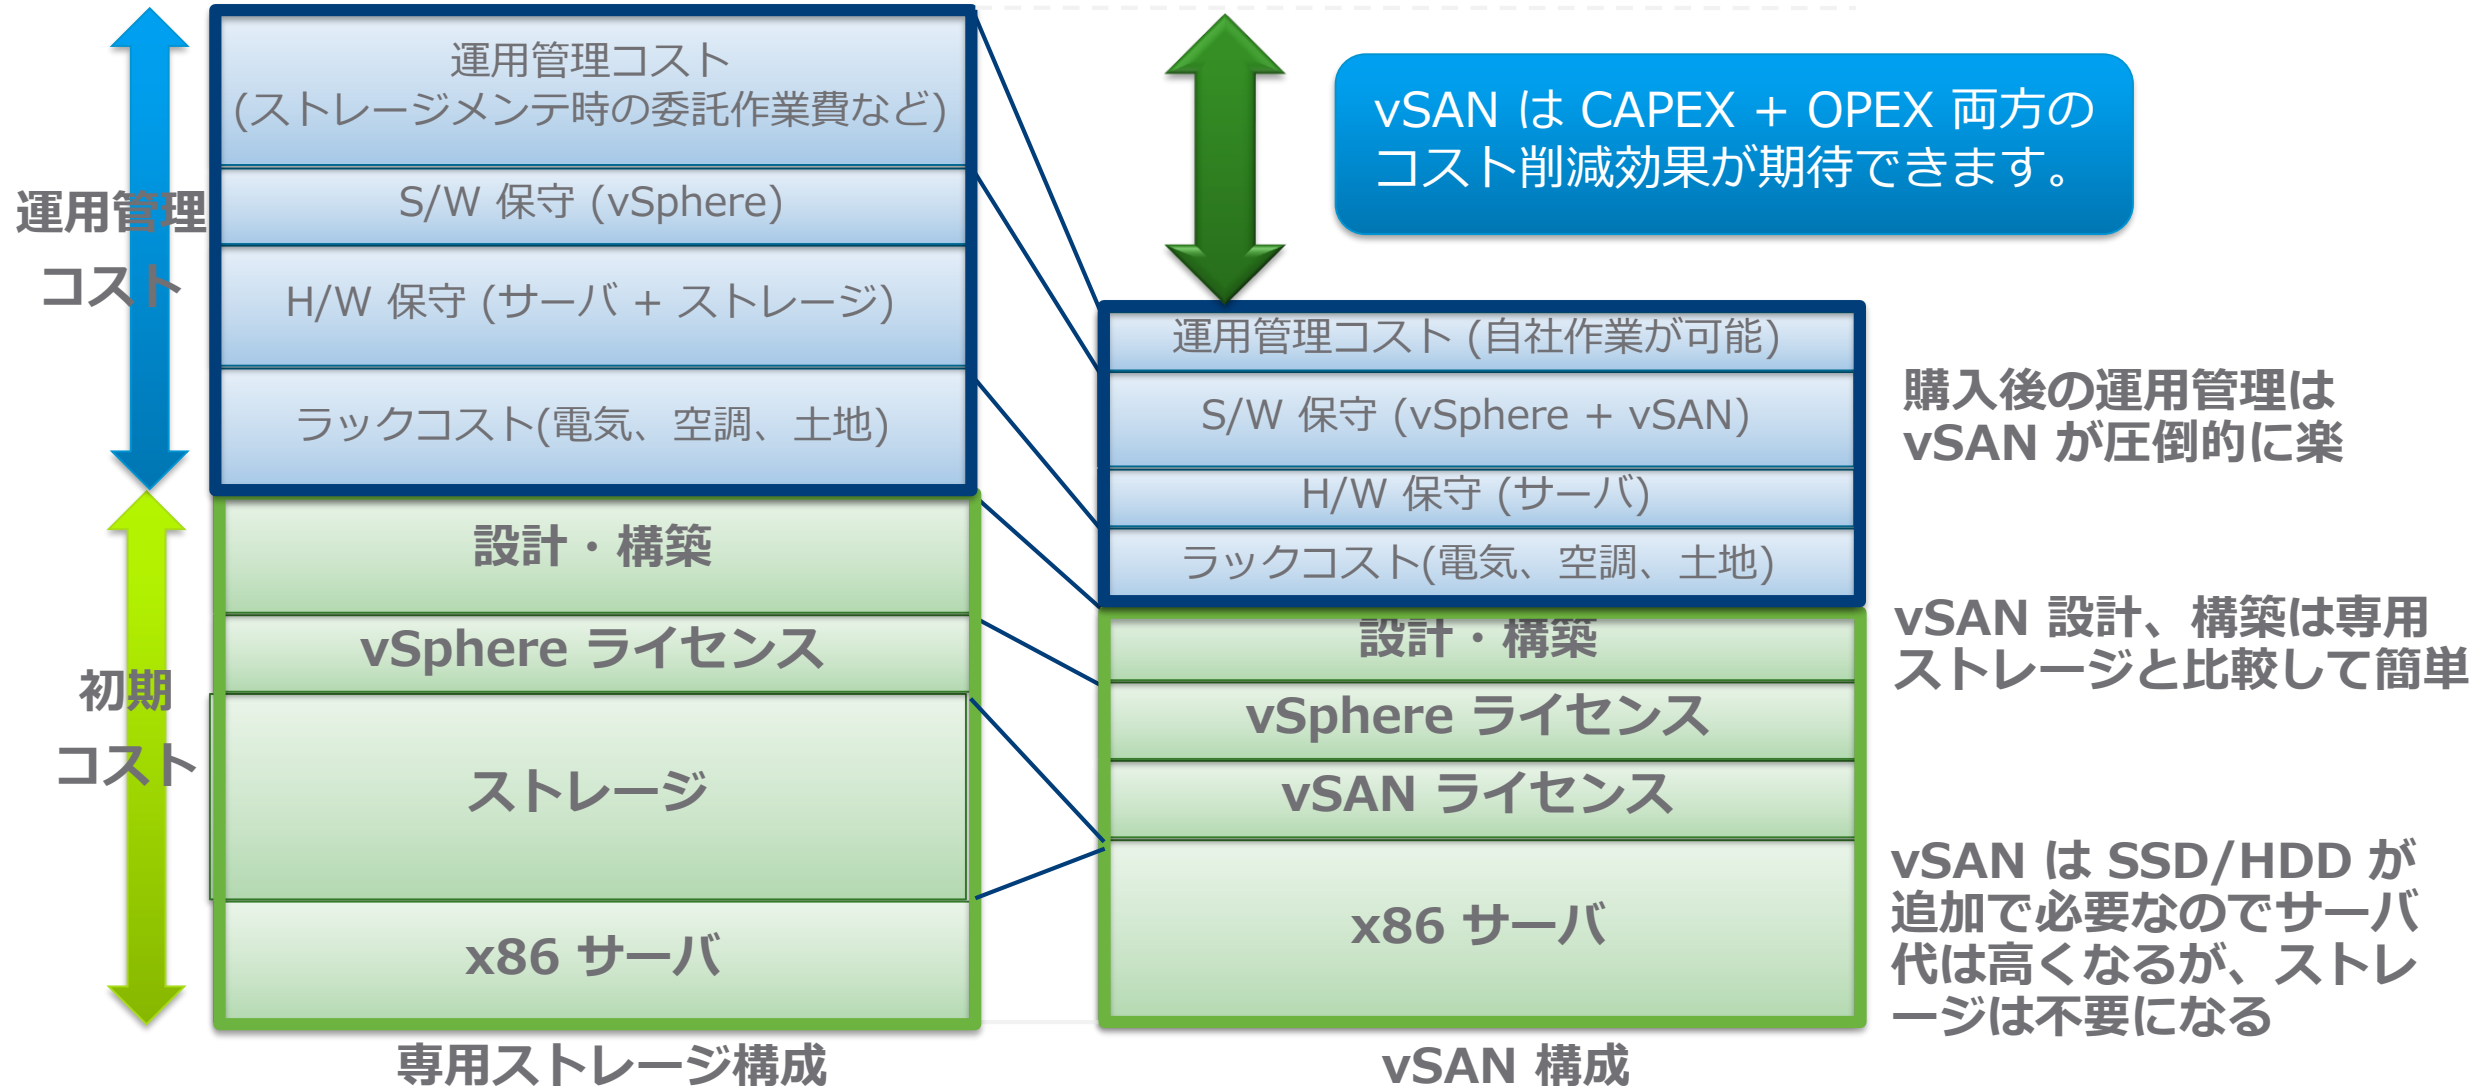 運用管理
コスト
初期
コスト
運用管理コスト
(ストレージメンテ時の委託作業費など)
S/W 保守 (vSphere)
H/W 保守 (サーバ + ストレージ)
ラックコスト(電気、空調、土地)
設計・構築
vSphere ライセンス
ストレージ
x86 サーバ
専用ストレージ構成
vSAN は CAPEX + OPEX 両方の
コスト削減効果が期待できます。
運用管理コスト (自社作業が可能)
S/W 保守 (vSphere + vSAN)
H/W 保守 (サーバ)
ラックコスト(電気、空調、土地)
設計・構築
vSphere ライセンス
vSAN ライセンス
x86 サーバ
vSAN 構成
購入後の運用管理は
vSAN が圧倒的に楽
vSAN 設計、構築は専用
ストレージと比較して簡単
vSAN は SSD/HDD が
追加で必要なのでサーバ
代は高くなるが、ストレ
ージは不要になる